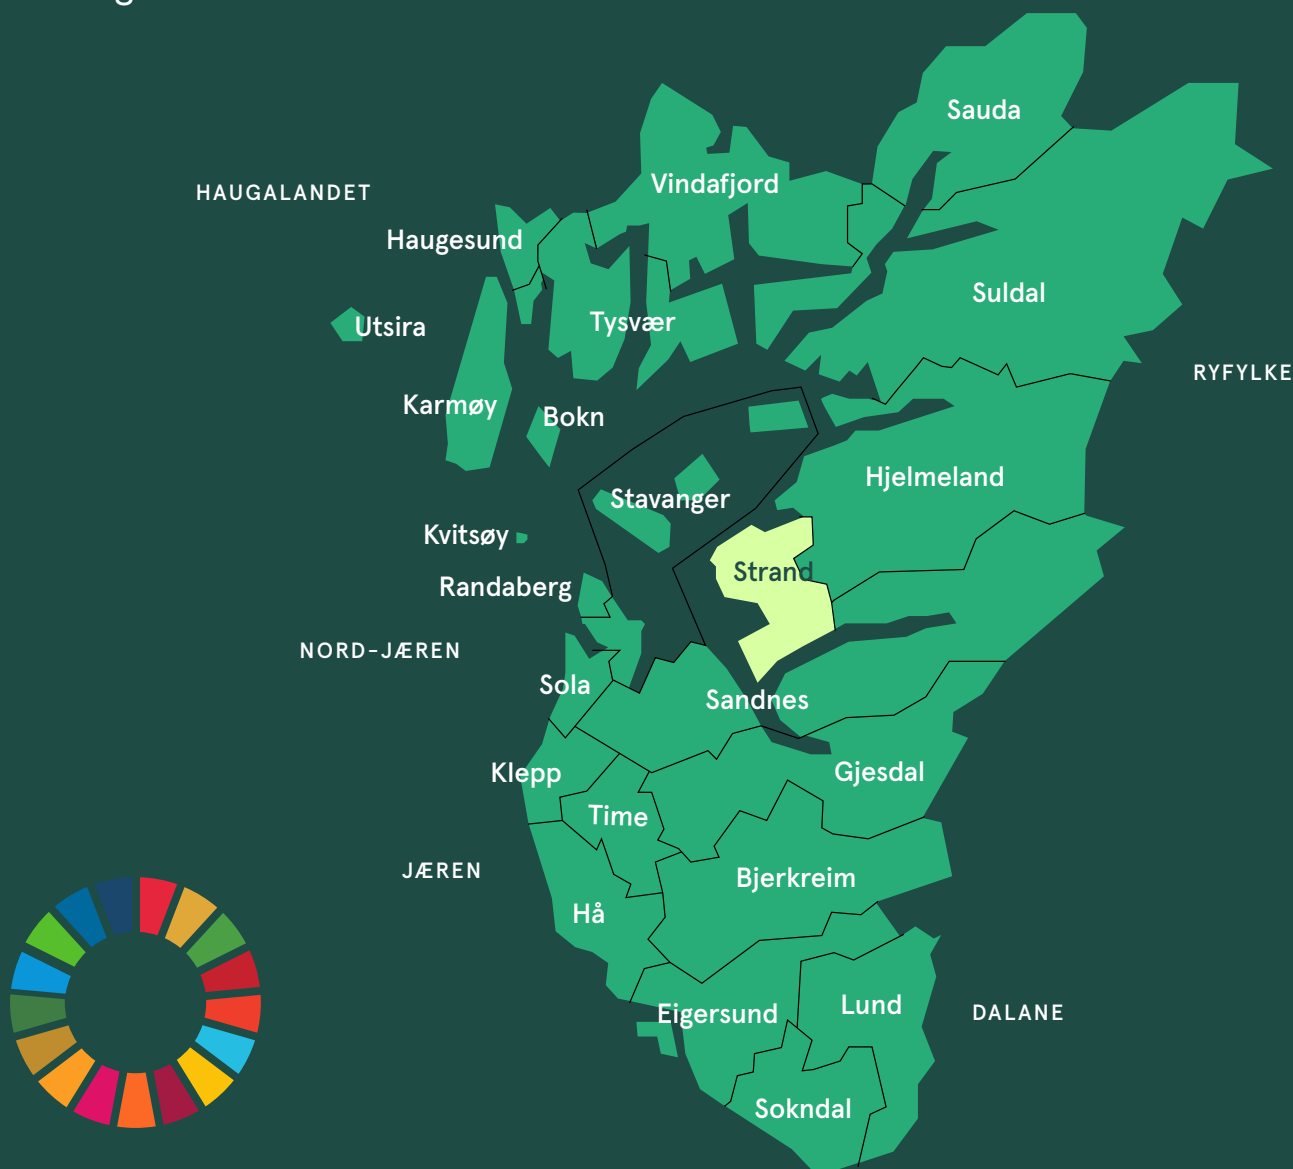 g
Sauda
Vindafjord
HAUGALANDET
Haugesund
Suldal
Utsira
Tysvær
RYFYLKE
Karmøy
Bokn
Hjelmeland
Stavanger
Kvitsøy
Strand
Randaberg
NORD-JÆREN
Sola
Sandnes
Klepp
Gjesdal
Time
JÆREN
Bjerkreim
Hå
Lund
Eigersund
DALANE
Sokndal